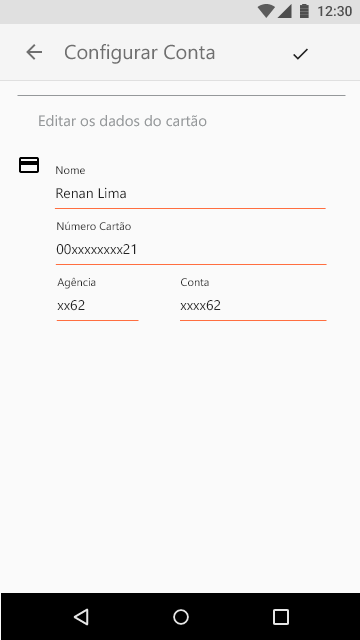 12:30
Configurar Conta
Editar os dados do cartão
Nome
Renan Lima
Número Cartão
00xxxxxxxx21
Agência Conta
xx62 xxxx62